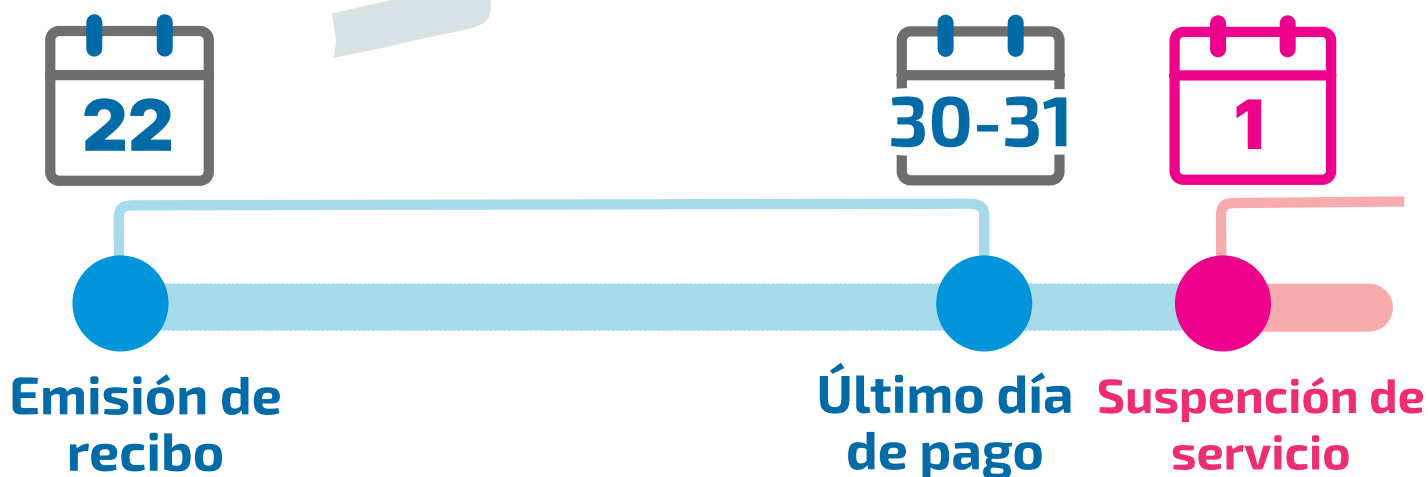 22
30-31
1
Emisión de
recibo
Último día
de pago
Suspención de
servicio